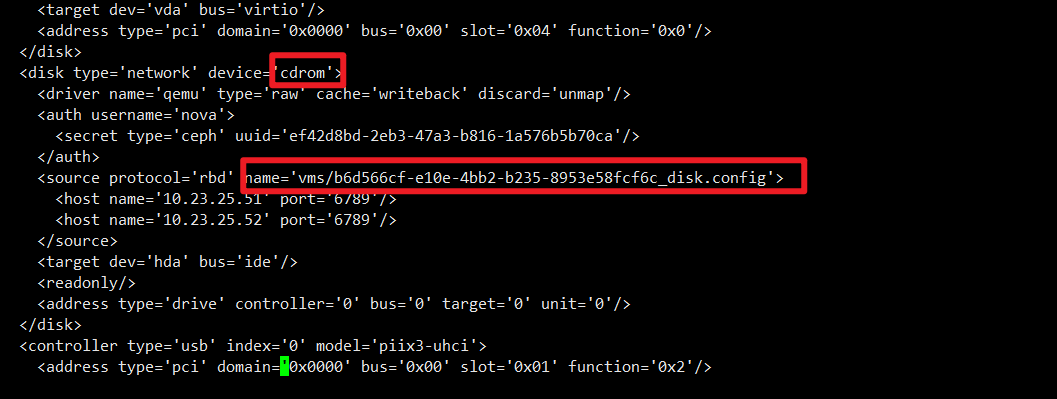 <target dev='vda' bus='virtio'/>
<address type='pci' domain='0x0000' bus='0x00' slot='0x04' function='0x0'/>
</disk>
<disk type='network' device='cdrom'>
<driver name='qemu' type='raw' cache='writeback' discard='unmap'/>
<auth username='nova'>
<secret type='ceph' uuid='ef42d8bd-2eb3-47a3-b816-1a576b5b70ca'/>
</auth>
<source protocol='rbd' name='vms/b6d566cf-e10e-4bb2-b235-8953e58fcf6c_disk.config'>
<host name='10.23.25.51' port='6789'/>
<host name='10.23.25.52' port='6789'/>
</source>
<target dev='hda' bus='ide'/>
<readonly/>
<address type='drive' controller='0' bus='0' target='0' unit='0'/>
</disk>
<controller type='usb' index='0' model='piix3-uhci'>
<address type='pci' domain='0x0000' bus='0x00' slot='0x01' function='0x2'/>